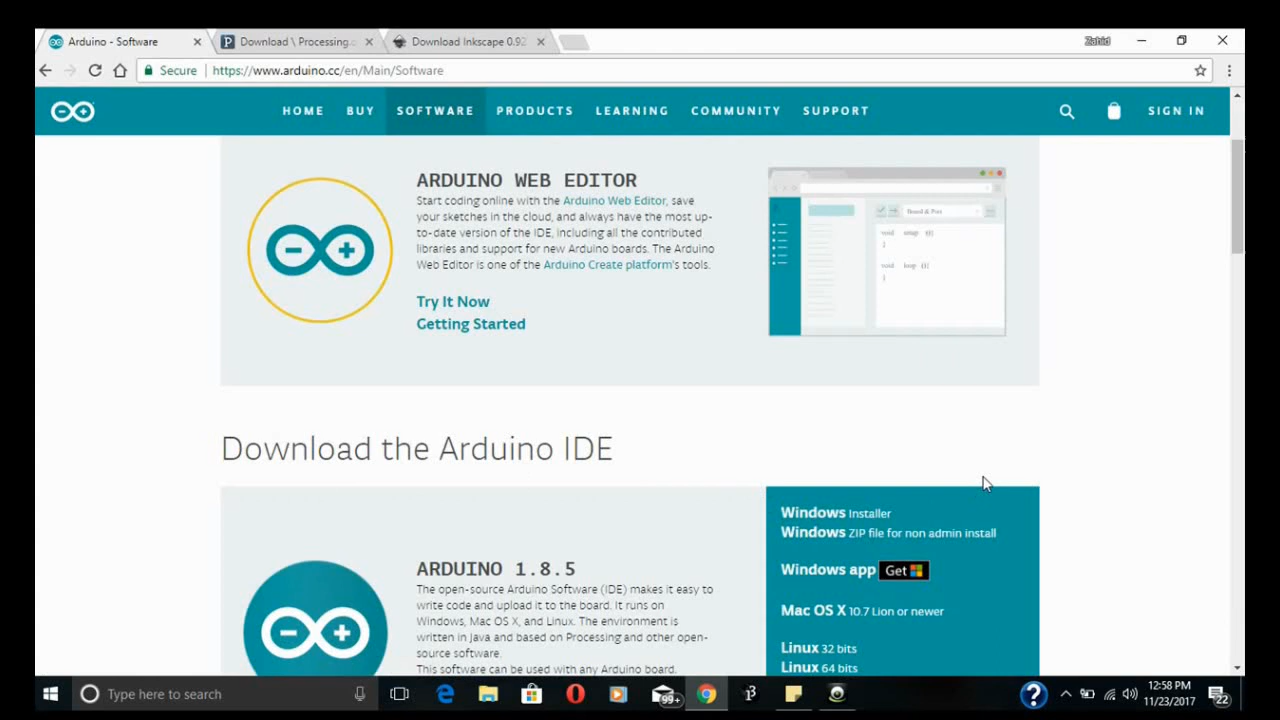 Arduino - Software
Download \ Processing.
Download Inkscape 0.92
Zahid
Secure
https://www.arduino.cc/en/Main/Software
HOME
BUY
SOFTWARE
PRODUCTS
LEARNING
COMMUNITY
SUPPORT
SIGN IN
ARDUINO WEB EDITOR
Start coding online with the Arduino Web Editor, save
your sketches in the cloud, and always have the most up-
to-date version of the IDE, including all the contributed
libraries and support for new Arduino boards. The Arduino
Web Editor is one of the Arduino Create platform's tools.
Try It Now
Getting Started
Board & Port
void setup (){
}
void loop (){
}
Download the Arduino IDE
ARDUINO 1.8.5
The open-source Arduino Software (IDE) makes it easy to
write code and upload it to the board. It runs on
Windows, Mac OS X, and Linux. The environment is
written in Java and based on Processing and other open-
source software.
This software can be used with any Arduino board.
Windows Installer
Windows ZIP file for non admin install
Windows app Get
Mac OS X 10.7 Lion or newer
Linux 32 bits
Linux 64 bits
Type here to search
99+
12:58 PM
11/23/2017
22